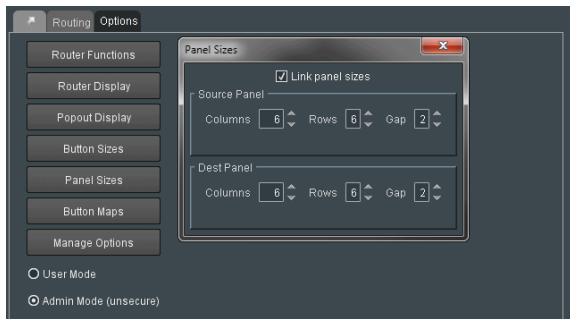 Routing Options
Router Functions
Router Display
Popout Display
Button Sizes
Panel Sizes
Button Maps
Manage Options
User Mode
Admin Mode (unsecure)
Panel Sizes
Link panel sizes
Source Panel
Columns 6 Rows 6 Gap 2
Dest Panel
Columns 6 Rows 6 Gap 2